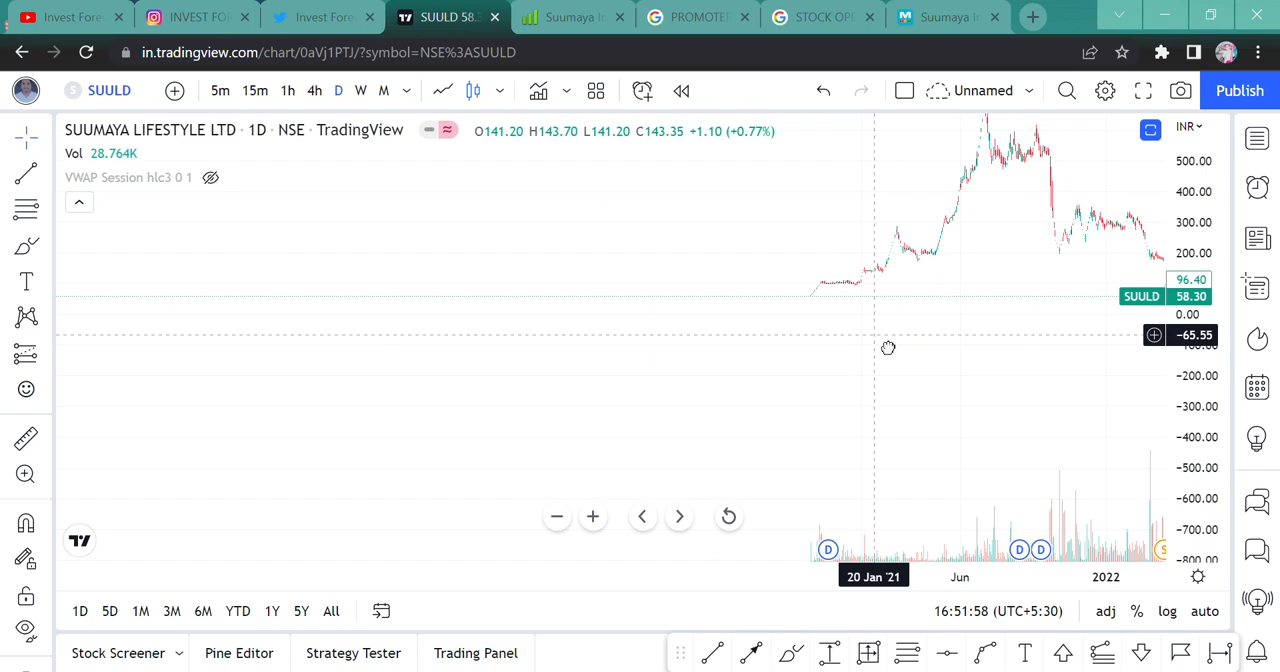 INVEST FOR
INVEST FOR
Invest Fore
SUULD 58.3
Suumaya In
PROMOTER
STOCK OPE
Suumaya In
in.tradingview.com/chart/0aVj1PTJ/?symbol=NSE%3ASUULD
SUULD
5m 15m 1h 4h D W M
Unnamed
Publish
SUUMAYA LIFESTYLE LTD · 1D · NSE · TradingView
O141.20 H143.70 L141.20 C143.35 +1.10 (+0.77%)
INR
Vol 28.764K
VWAP Session hlc3 0 1
500.00
400.00
300.00
200.00
96.40
SUULD 58.30
0.00
−65.55
−200.00
−300.00
−400.00
−500.00
−600.00
−700.00
−800.00
D D D S
20 Jan '21 Jun 2022
1D 5D 1M 3M 6M YTD 1Y 5Y All
16:51:58 (UTC+5:30) adj % log auto
Stock Screener Pine Editor Strategy Tester Trading Panel